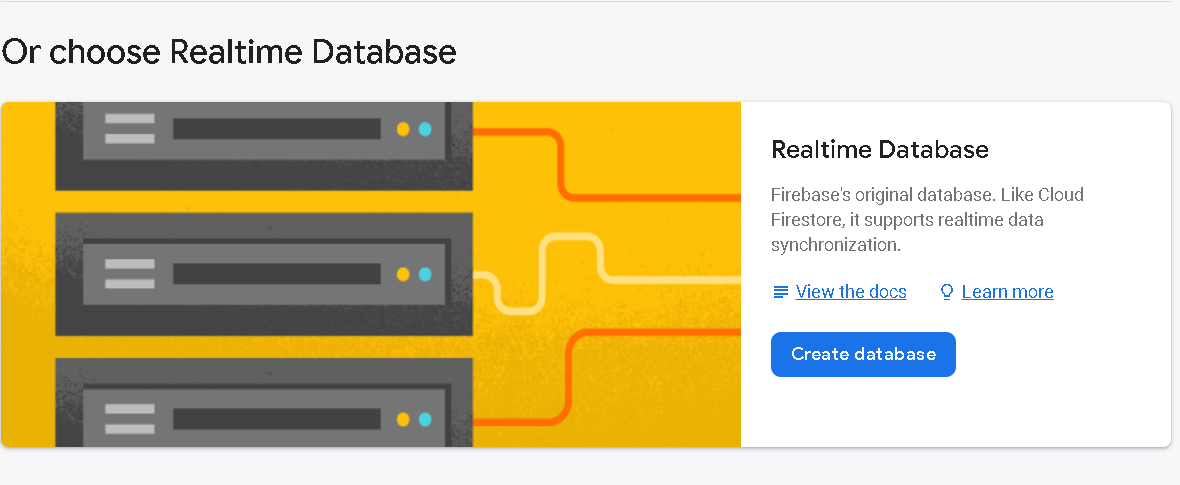 Or choose Realtime Database
Realtime Database
Firebase's original database. Like Cloud
Firestore, it supports realtime data
synchronization.
View the docs
Learn more
Create database